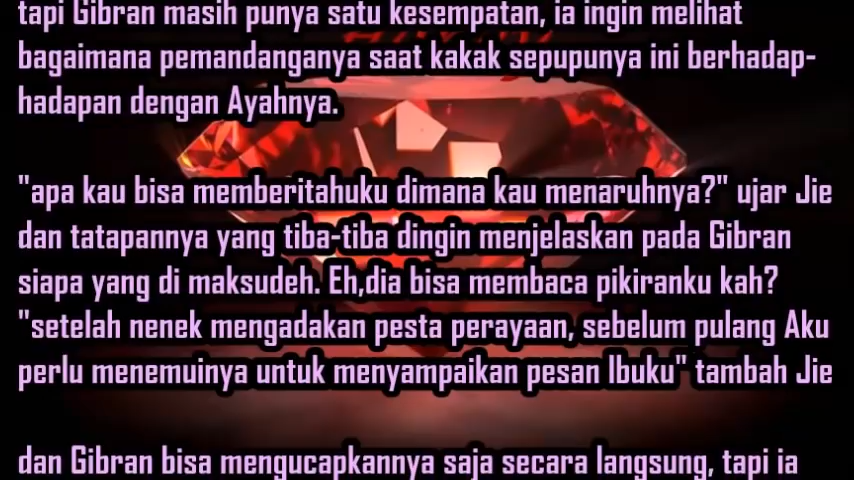 tapi Gibran masih punya satu kesempatan, ia ingin melihat
bagaimana pemandanganya saat kakak sepupunya ini berhadap-
hadapan dengan Ayahnya.
"apa kau bisa memberitahuku dimana kau menaruhnya?" ujar Jie
dan tatapannya yang tiba-tiba dingin menjelaskan pada Gibran
siapa yang di maksudeh. Eh,dia bisa membaca pikiranku kah?
"setelah nenek mengadakan pesta perayaan, sebelum pulang Aku
perlu menemuinya untuk menyampaikan pesan Ibuku" tambah Jie
dan Gibran bisa mengucapkannya saja secara langsung, tapi ia